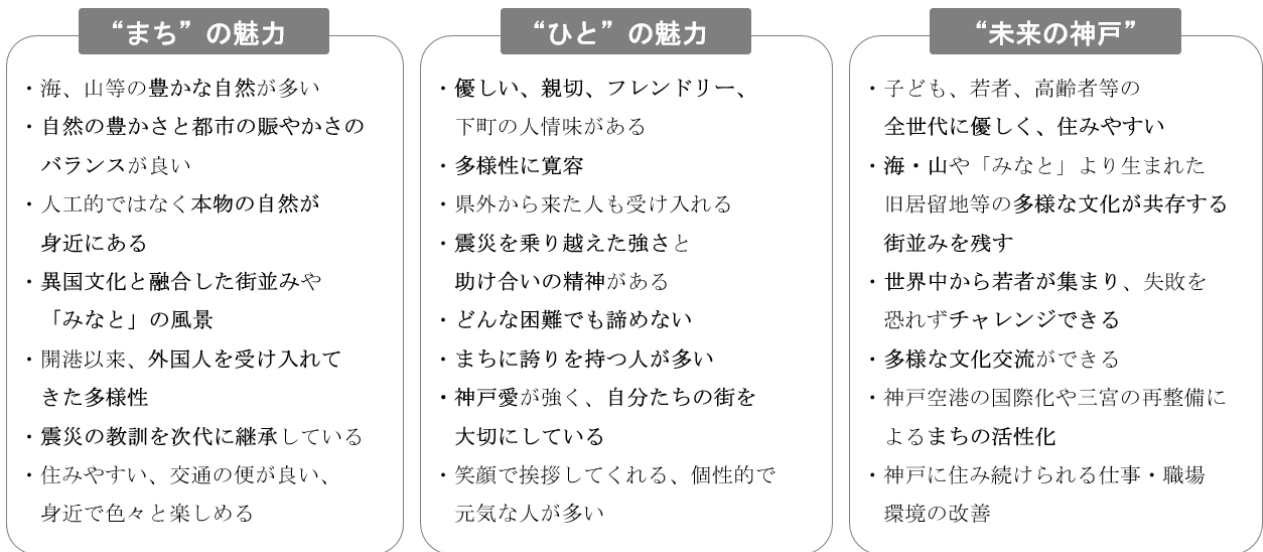 “まち”の魅力
・海、山等の豊かな自然が多い
・自然の豊かさと都市の賑やかさの
バランスが良い
・人工的ではなく本物の自然が
身近にある
・異国文化と融合した街並みや
「みなと」の風景
・開港以来、外国人を受け入れて
きた多様性
・震災の教訓を次代に継承している
・住みやすい、交通の便が良い、
身近で色々と楽しめる
“ひと”の魅力
・優しい、親切、フレンドリー、
下町の人情味がある
・多様性に寛容
・県外から来た人も受け入れる
・震災を乗り越えた強さと
助け合いの精神がある
・どんな困難でも諦めない
・まちに誇りを持つ人が多い
・神戸愛が強く、自分たちの街を
大切にしている
・笑顔で挨拶してくれる、個性的で
元気な人が多い
“未来の神戸”
・子ども、若者、高齢者等の
全世代に優しく、住みやすい
・海・山や「みなと」より生まれた
旧居留地等の多様な文化が共存する
街並みを残す
・世界中から若者が集まり、失敗を
恐れずチャレンジできる
・多様な文化交流ができる
・神戸空港の国際化や三宮の再整備に
よるまちの活性化
・神戸に住み続けられる仕事・職場
環境の改善